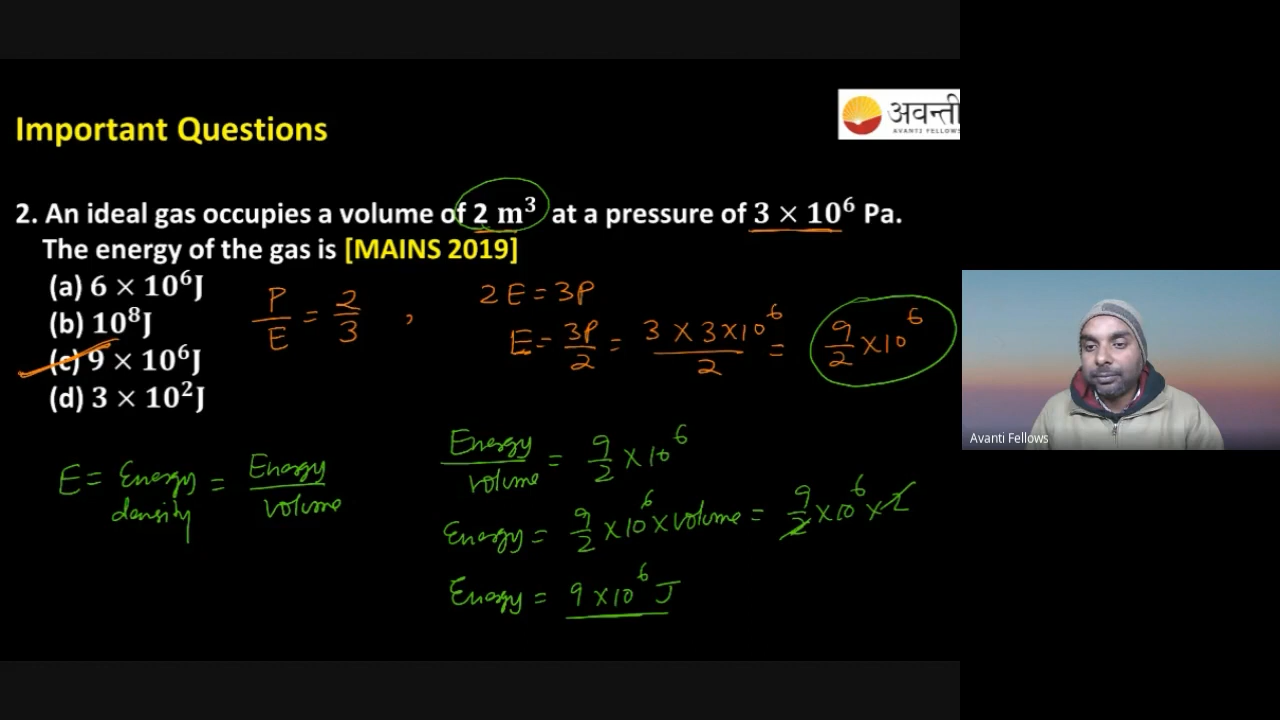 Important Questions
अवन्ती
AVANTI FELLOWS
2. An ideal gas occupies a volume of 2 m³ at a pressure of 3 × 10⁶ Pa.
The energy of the gas is [MAINS 2019]
(a) 6 × 10⁶J
(b) 10⁸J
(c) 9 × 10⁶J
(d) 3 × 10²J
P/E = 2/3 ,
2E = 3P
E = 3P/2 = 3 × 3 × 10⁶/2 = 9/2 × 10⁶
E = Energy density = Energy/volume
Energy/volume = 9/2 × 10⁶
Energy = 9/2 × 10⁶ × volume = 9/2 × 10⁶ × 2
Energy = 9 × 10⁶ J
Avanti Fellows